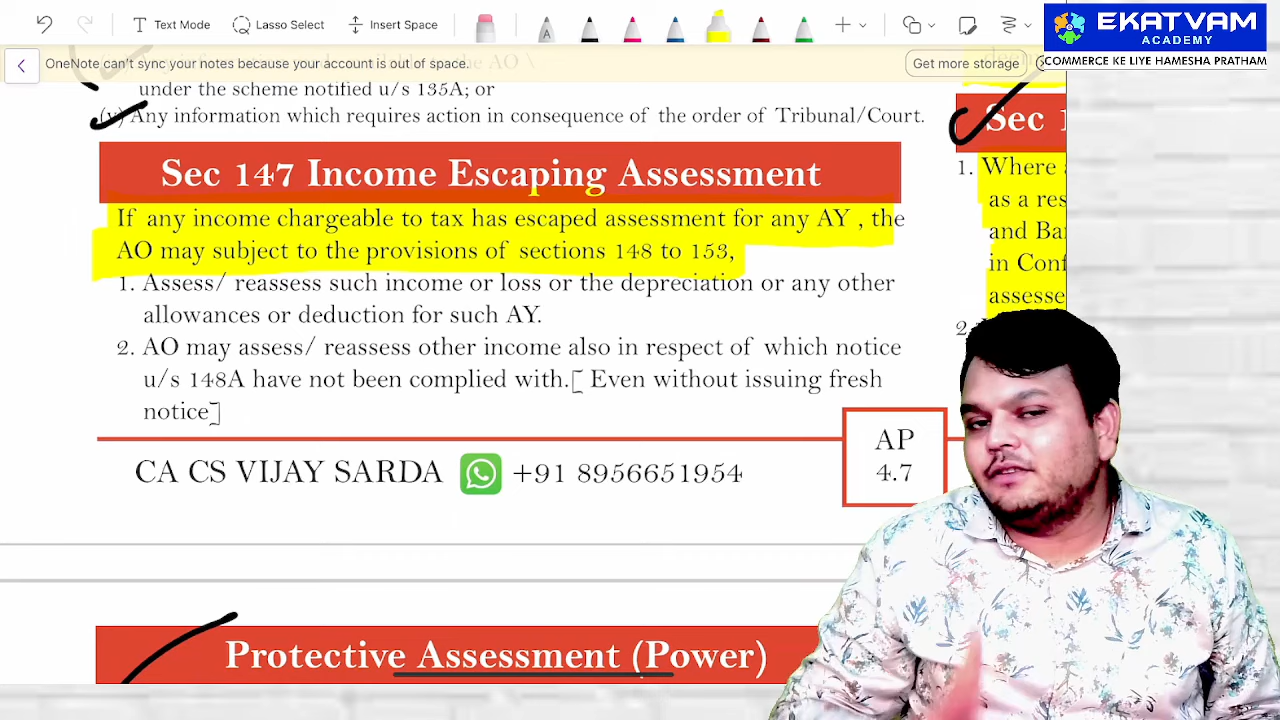 Text Mode
Lasso Select
Insert Space
EKATVAM
ACADEMY
COMMERCE KE LIYE HAMESHA PRATHAM
OneNote can't sync your notes because your account is out of space.
Get more storage
under the scheme notified u/s 135A; or
(v) Any information which requires action in consequence of the order of Tribunal/Court.
Sec 147 Income Escaping Assessment
If any income chargeable to tax has escaped assessment for any AY , the
AO may subject to the provisions of sections 148 to 153,
1. Assess/ reassess such income or loss or the depreciation or any other
allowances or deduction for such AY.
2. AO may assess/ reassess other income also in respect of which notice
u/s 148A have not been complied with.[ Even without issuing fresh
notice]
CA CS VIJAY SARDA +91 8956651954
AP
4.7
Protective Assessment (Power)
Sec 1
1. Where
as a res
and Ba
in Conf
assesse
2.